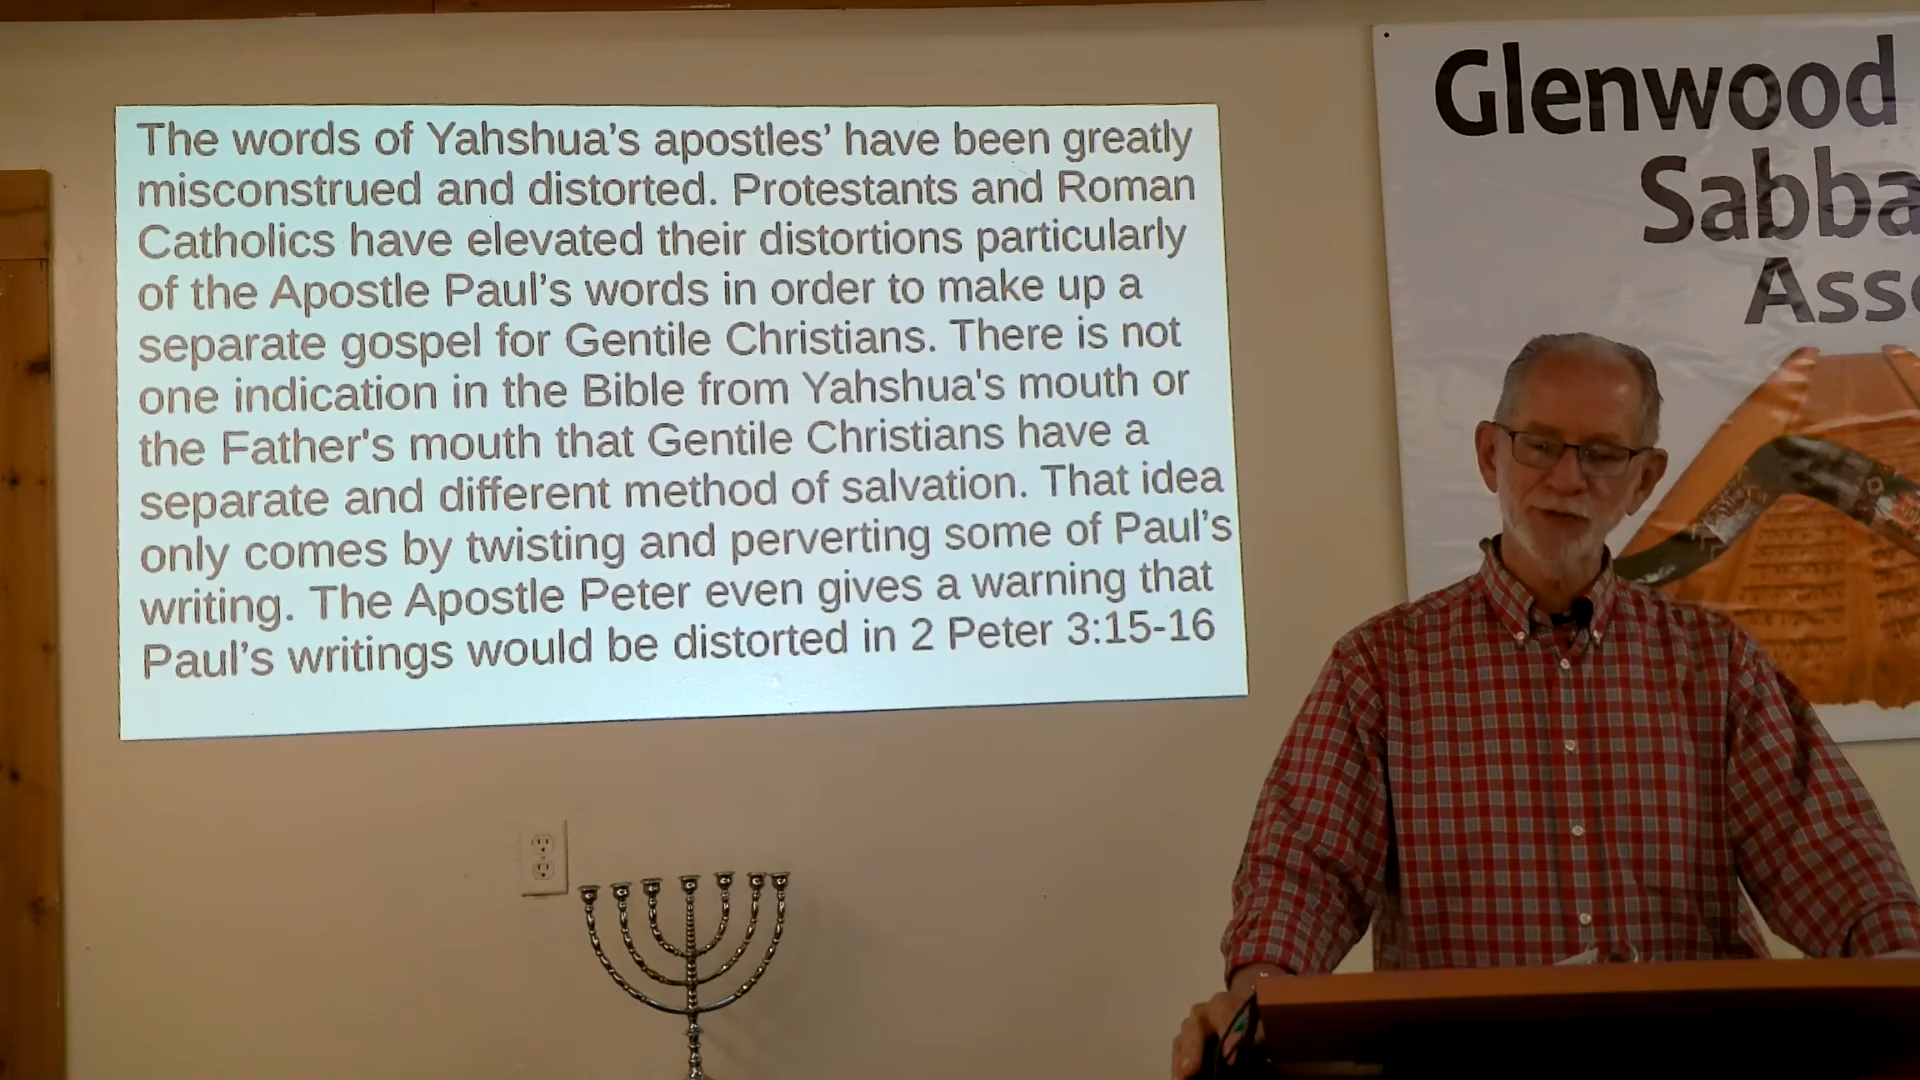 The words of Yahshua’s apostles’ have been greatly
misconstrued and distorted. Protestants and Roman
Catholics have elevated their distortions particularly
of the Apostle Paul’s words in order to make up a
separate gospel for Gentile Christians. There is not
one indication in the Bible from Yahshua's mouth or
the Father's mouth that Gentile Christians have a
separate and different method of salvation. That idea
only comes by twisting and perverting some of Paul’s
writing. The Apostle Peter even gives a warning that
Paul’s writings would be distorted in 2 Peter 3:15-16
Glenwood
Sabba
Asse